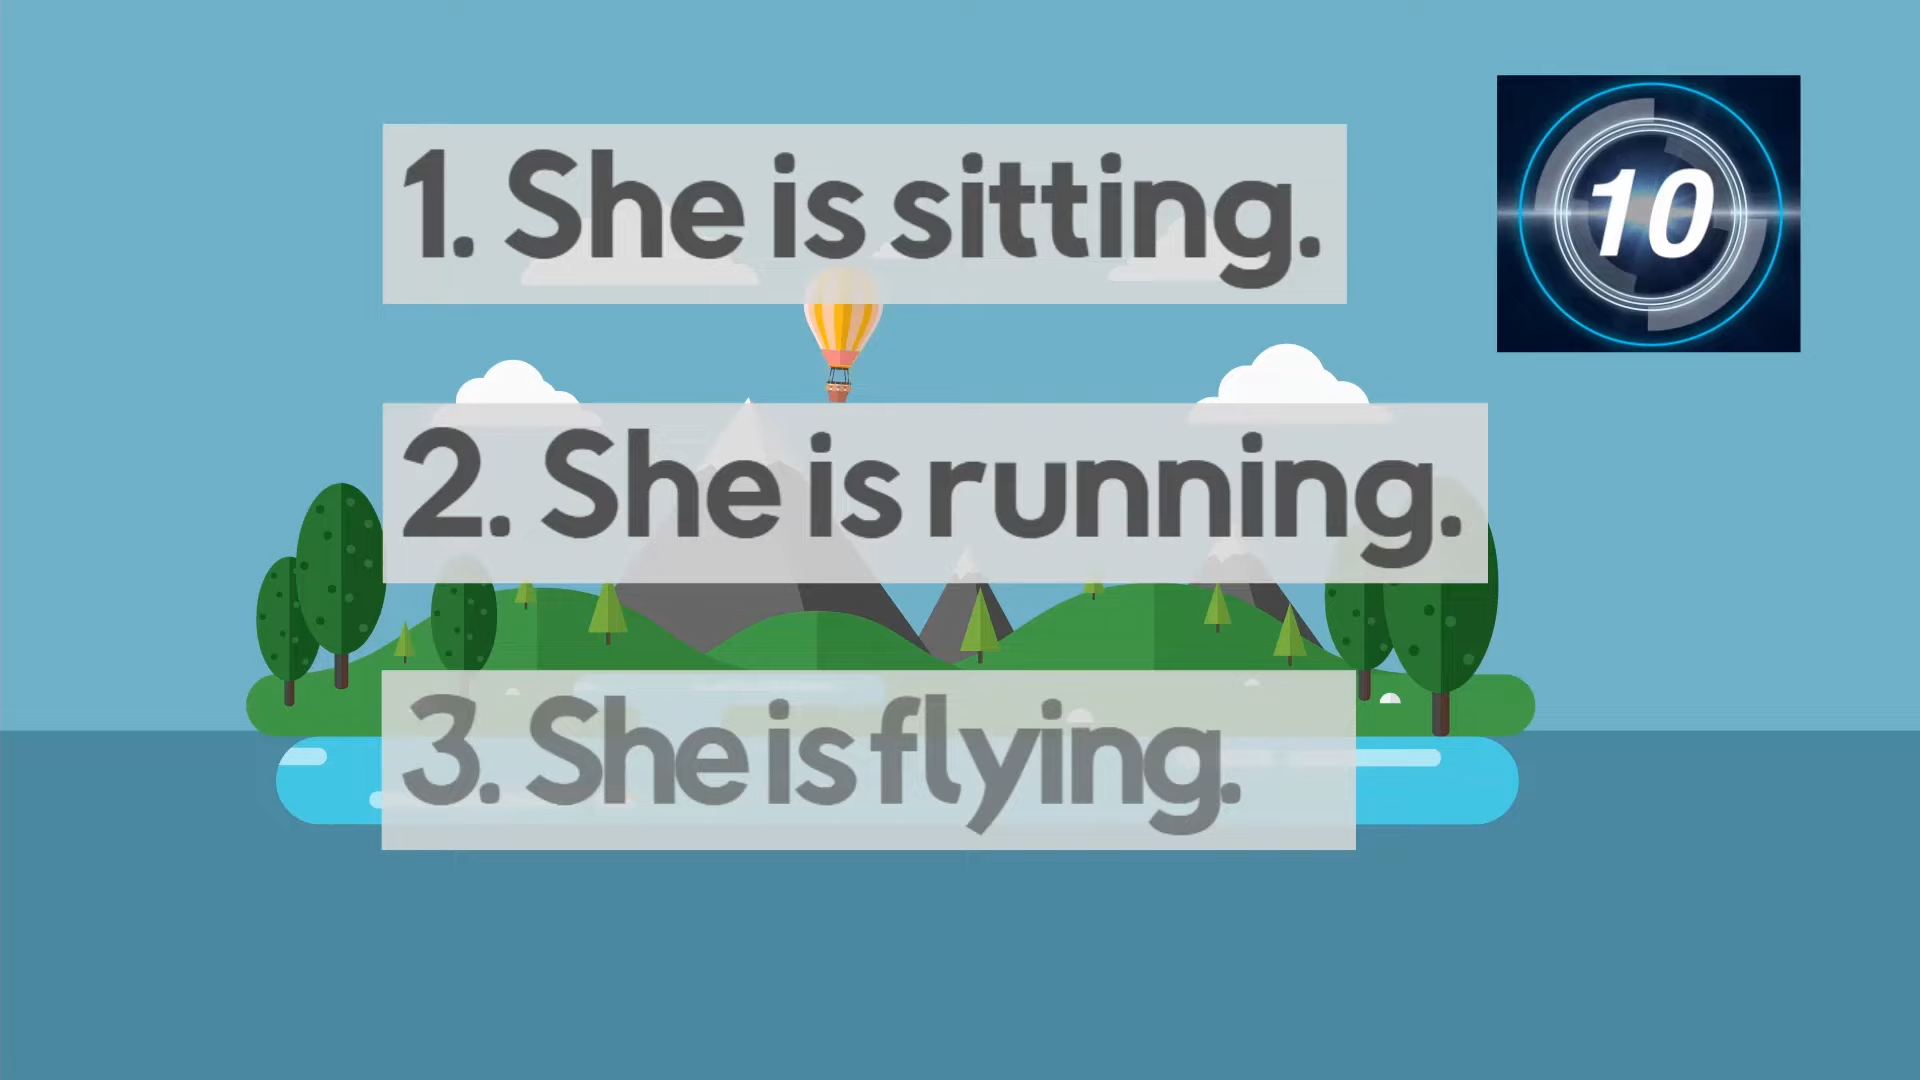 1. She is sitting.
10
2. She is running.
3. She is flying.